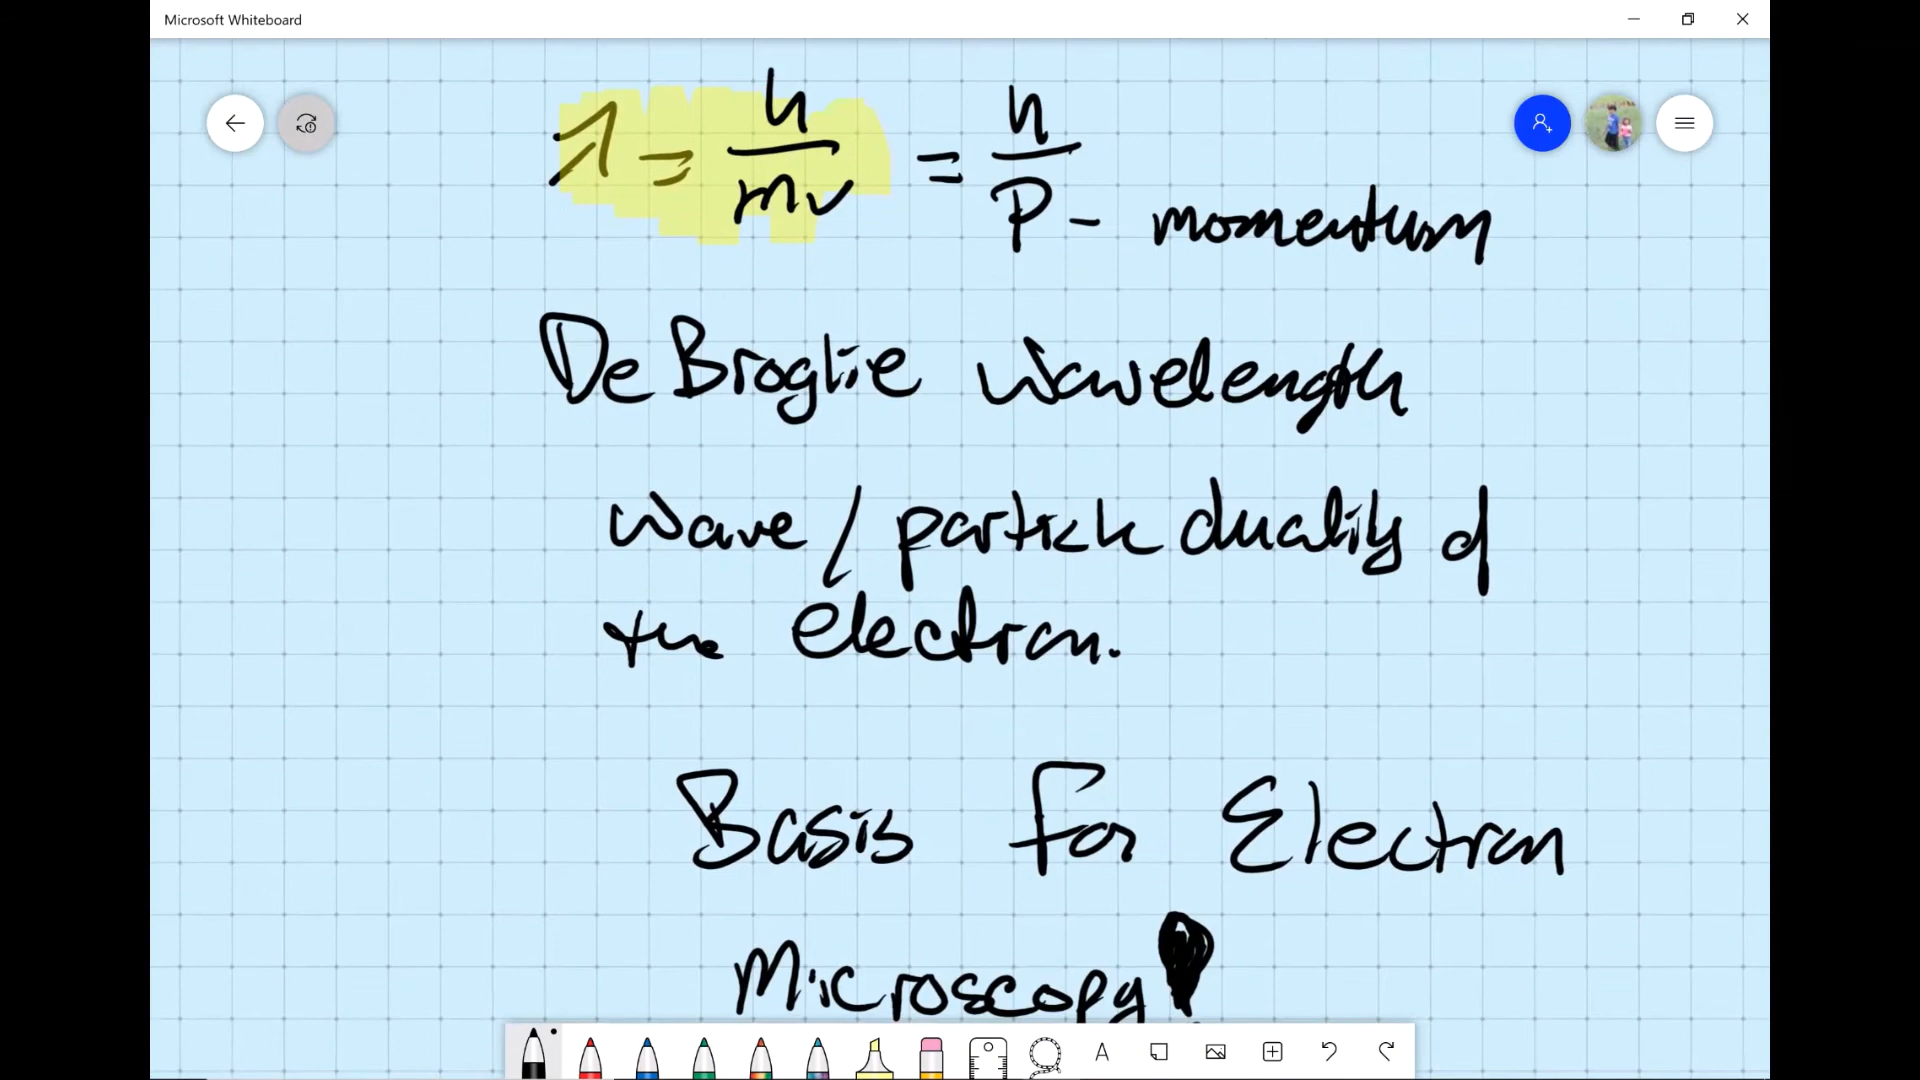 Microsoft Whiteboard
λ = h/mv = h/p - momentum
De Broglie wavelength
wave / particle duality of
the electron.
Basis for Electron
Microscopy!
A